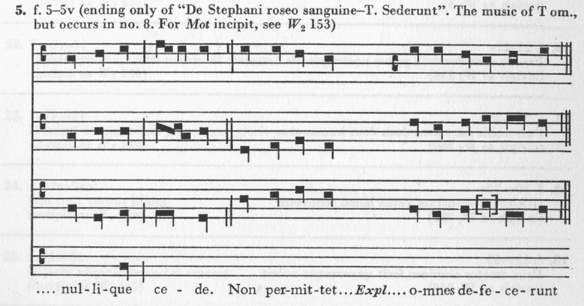 5. f. 5–5v (ending only of "De Stephani roseo sanguine–T. Sederunt". The music of T om.,
but occurs in no. 8. For Mot incipit, see W₂ 153)
.... nul-li-que ce - de. Non per-mit-tet...Expl.... o-mnes de-fe-ce-runt